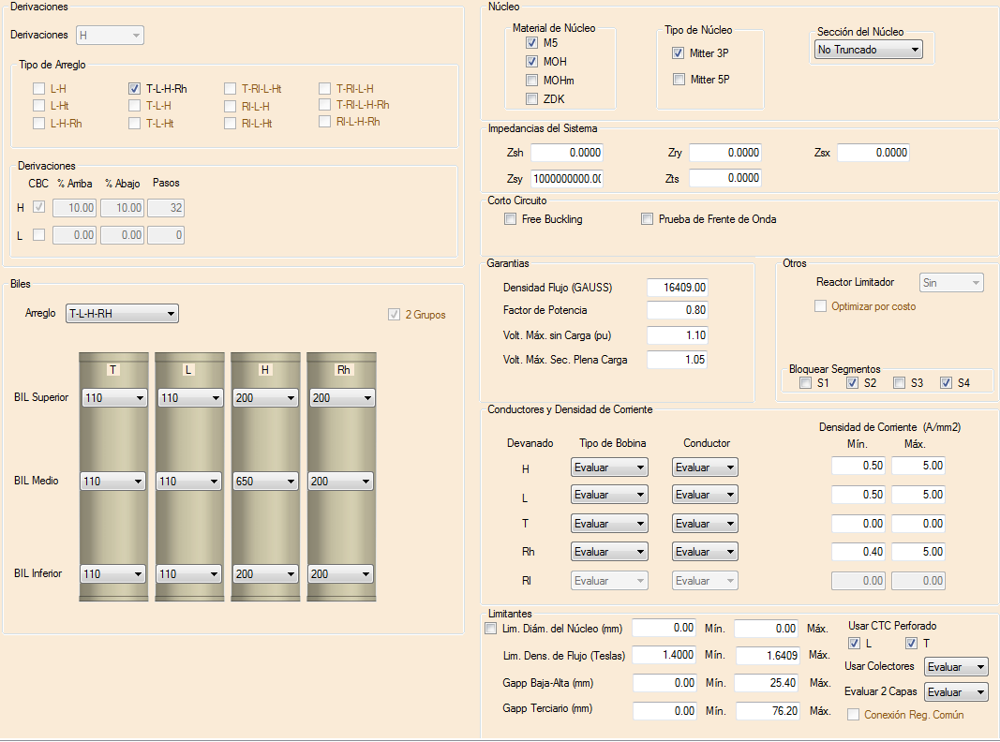 Derivaciones
Derivaciones H
Tipo de Arreglo
L-H T-L-H-Rh T-RI-L-Ht T-RI-L-H
L-Ht T-L-H RI-L-H T-RI-L-H-Rh
L-H-Rh T-L-Ht RI-L-Ht RI-L-H-Rh
Derivaciones
CBC % Arriba % Abajo Pasos
H 10.00 10.00 32
L 0.00 0.00 0
Biles
Arreglo T-L-H-RH 2 Grupos
T L H Rh
BIL Superior 110 110 200 200
BIL Medio 110 110 650 200
BIL Inferior 110 110 200 200
Núcleo
Material de Núcleo
M5
MOH
MOHm
ZDK
Tipo de Núcleo
Mitter 3P
Mitter 5P
Sección del Núcleo
No Truncado
Impedancias del Sistema
Zsh 0.0000 Zry 0.0000 Zsx 0.0000
Zsy 1000000000.00 Zts 0.0000
Corto Circuito
Free Buckling Prueba de Frente de Onda
Garantias
Densidad Flujo (GAUSS) 16409.00
Factor de Potencia 0.80
Volt. Máx. sin Carga (pu) 1.10
Volt. Máx. Sec. Plena Carga 1.05
Otros
Reactor Limitador Sin
Optimizar por costo
Bloquear Segmentos
S1 S2 S3 S4
Conductores y Densidad de Corriente
Densidad de Corriente (A/mm2)
Devanado Tipo de Bobina Conductor Mín. Máx.
H Evaluar Evaluar 0.50 5.00
L Evaluar Evaluar 0.50 5.00
T Evaluar Evaluar 0.00 0.00
Rh Evaluar Evaluar 0.40 5.00
RI Evaluar Evaluar 0.00 0.00
Limitantes
Lim. Diám. del Núcleo (mm) 0.00 Mín. 0.00 Máx.
Lim. Dens. de Flujo (Teslas) 1.4000 Mín. 1.6409 Máx.
Gapp Baja-Alta (mm) 0.00 Mín. 25.40 Máx.
Gapp Terciario (mm) 0.00 Mín. 76.20 Máx.
Usar CTC Perforado
L T
Usar Colectores Evaluar
Evaluar 2 Capas Evaluar
Conexión Reg. Común